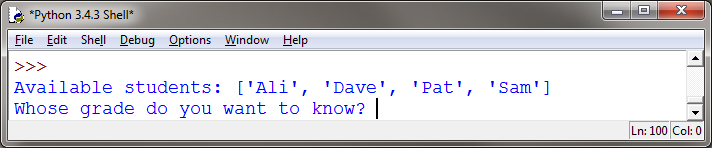 *Python 3.4.3 Shell*
File Edit Shell Debug Options Window Help
>>>
Available students: ['Ali', 'Dave', 'Pat', 'Sam']
Whose grade do you want to know?
Ln: 100 Col: 0